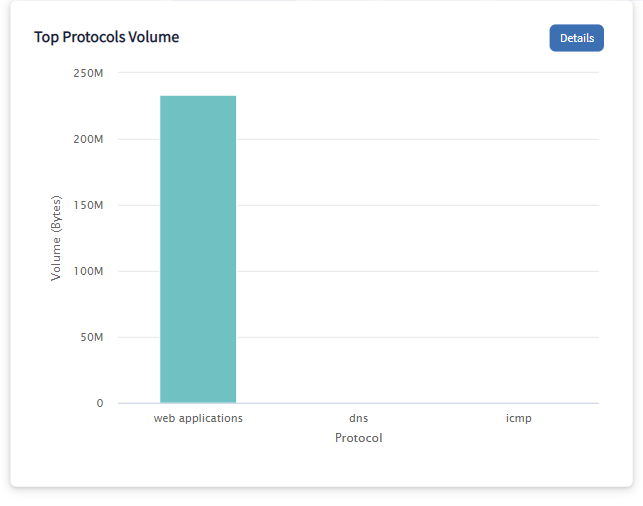 Top Protocols Volume
Details
250M
200M
150M
100M
50M
0
Volume (Bytes)
web applications
dns
icmp
Protocol